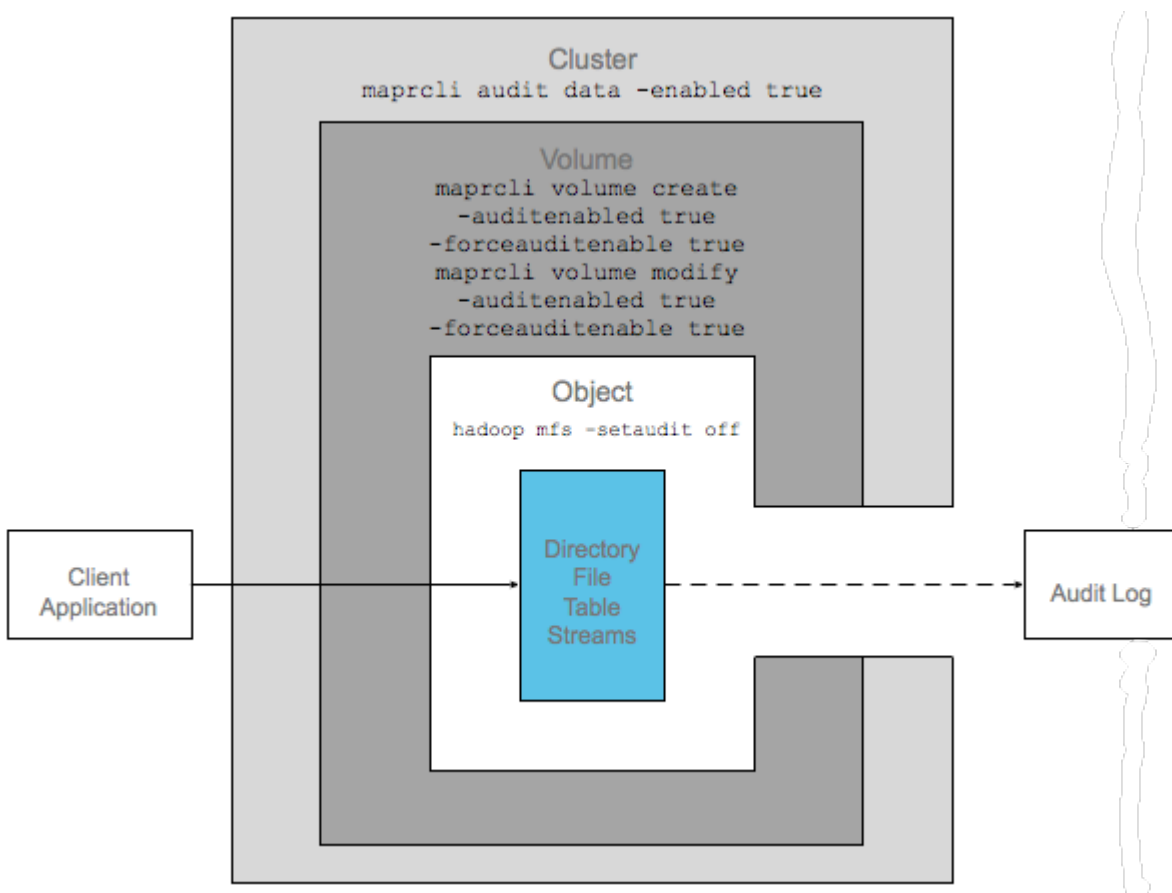 Cluster
maprcli audit data -enabled true
Volume
maprcli volume create
-auditenabled true
-forceauditenable true
maprcli volume modify
-auditenabled true
-forceauditenable true
Object
hadoop mfs -setaudit off
Client
Application
Directory
File
Table
Streams
Audit Log